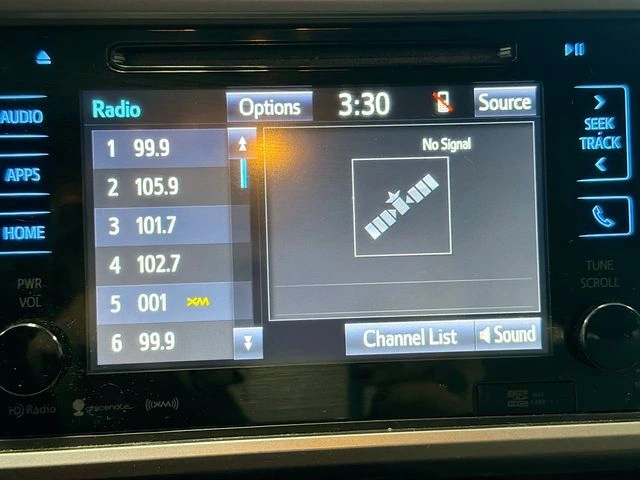 Radio
Options
3:30
Source
AUDIO
APPS
HOME
PWR
VOL
1 99.9
2 105.9
3 101.7
4 102.7
5 001 XM
6 99.9
No Signal
Channel List
Sound
SEEK
TRACK
TUNE
SCROLL
HD Radio
gracenote
((XM))